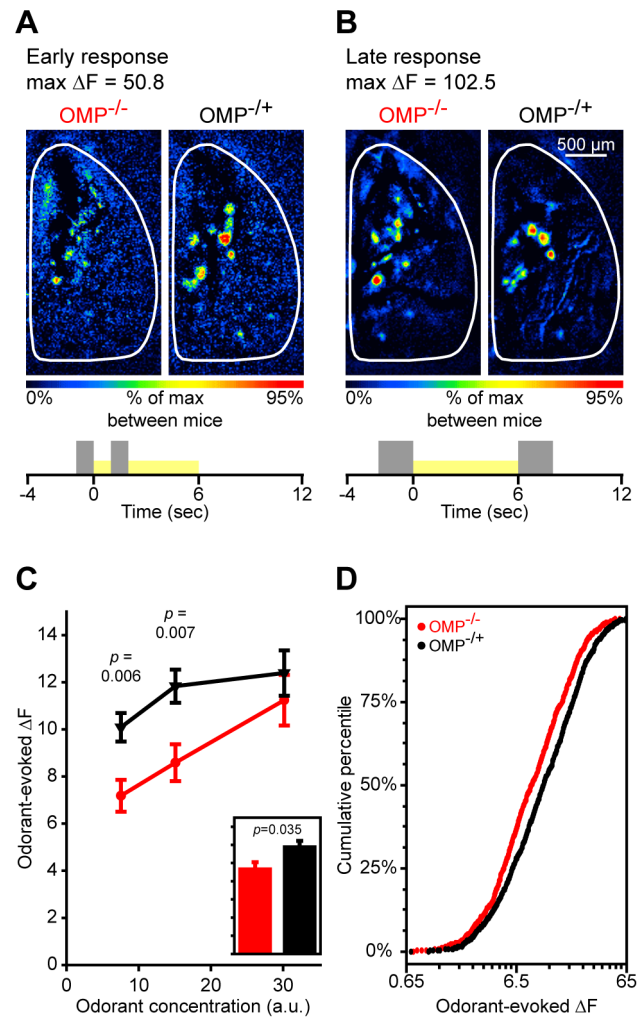 A
Early response
max ΔF = 50.8
OMP-/- OMP-/+
0% % of max 95%
between mice
-4 0 6 12
Time (sec)
B
Late response
max ΔF = 102.5
OMP-/- OMP-/+
500 µm
0% % of max 95%
between mice
-4 0 6 12
Time (sec)
C
Odorant-evoked ΔF
14
12
10
8
6
4
2
0
p =
0.006
p =
0.007
p=0.035
0 10 20 30
Odorant concentration (a.u.)
D
Cumulative percentile
100%
75%
50%
25%
0%
OMP-/-
OMP-/+
0.65 6.5 65
Odorant-evoked ΔF